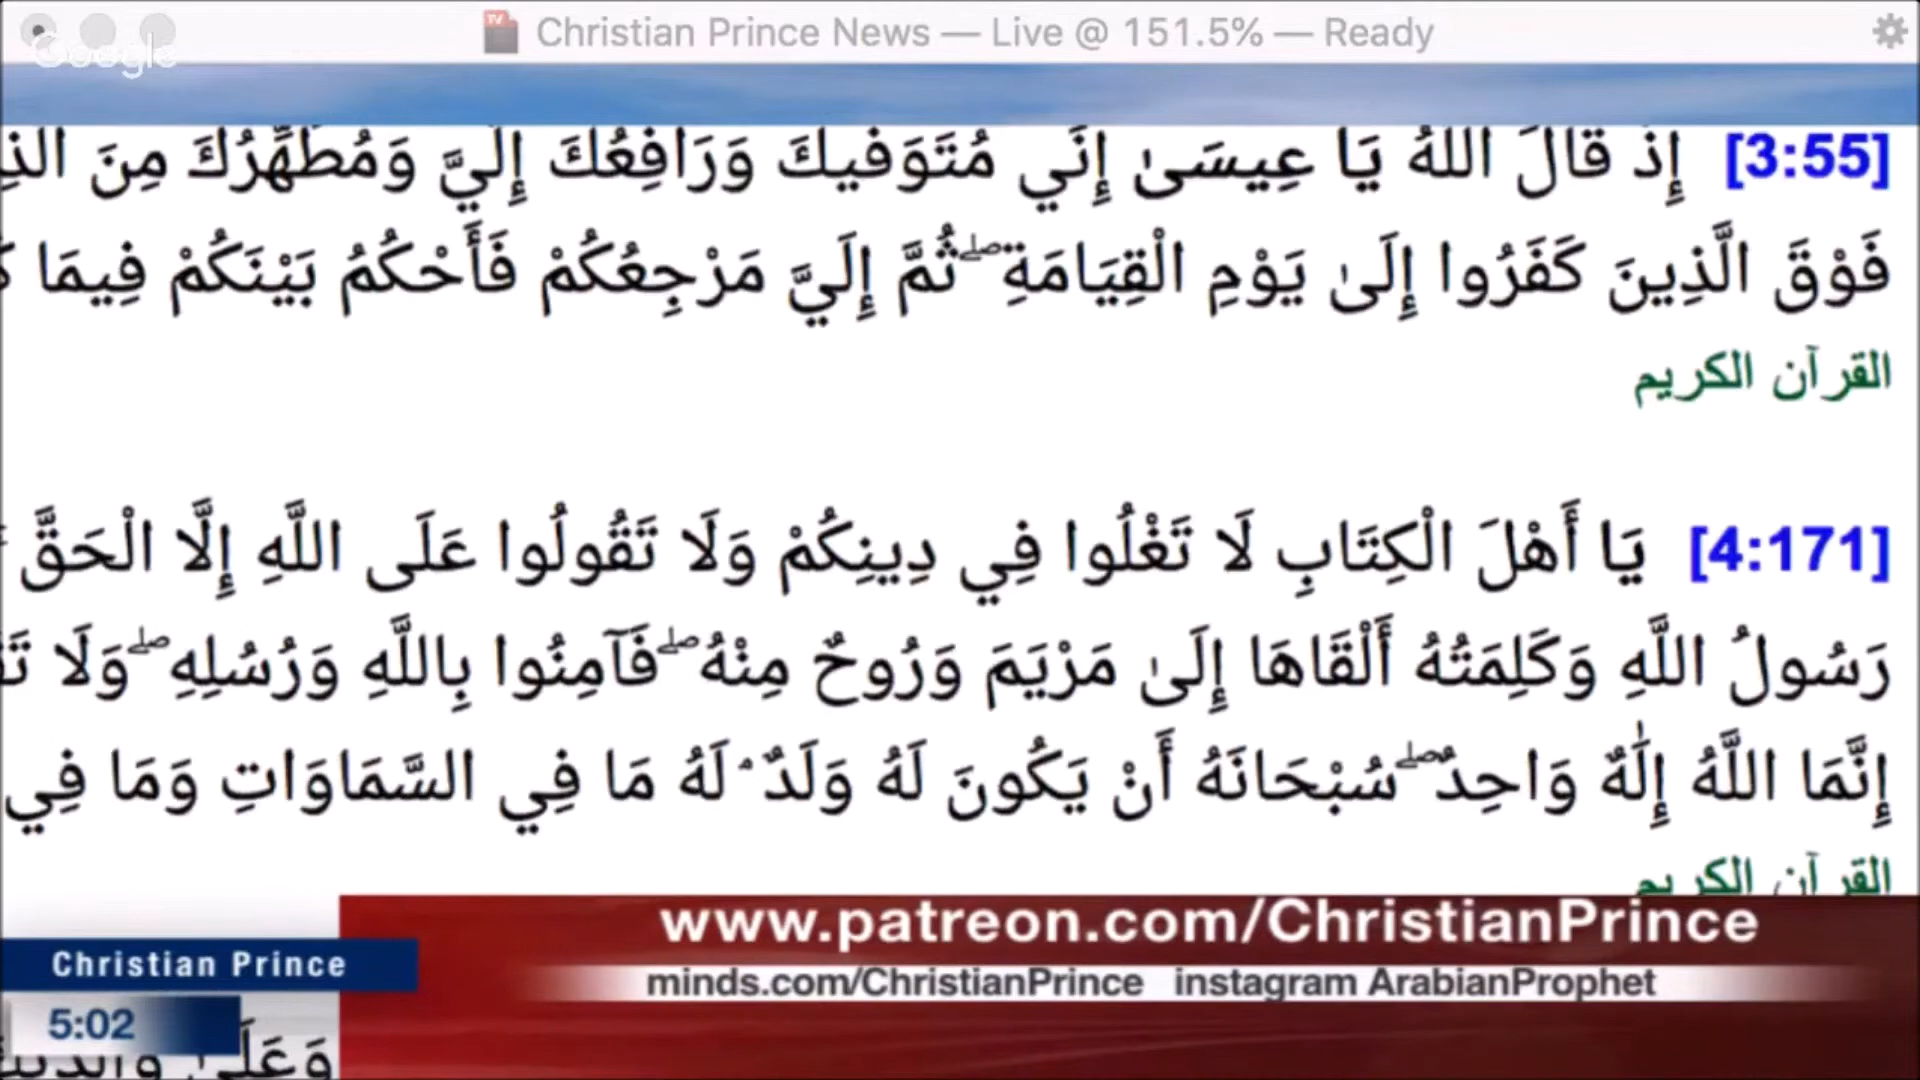 Christian Prince News — Live @ 151.5% — Ready
Google
[3:55] إِذْ قَالَ اللَّهُ يَا عِيسَىٰ إِنِّي مُتَوَفِّيكَ وَرَافِعُكَ إِلَيَّ وَمُطَهِّرُكَ مِنَ
فَوْقَ الَّذِينَ كَفَرُوا إِلَىٰ يَوْمِ الْقِيَامَةِ ۖ ثُمَّ إِلَيَّ مَرْجِعُكُمْ فَأَحْكُمُ بَيْنَكُمْ فِيمَا
القرآن الكريم
[4:171] يَا أَهْلَ الْكِتَابِ لَا تَغْلُوا فِي دِينِكُمْ وَلَا تَقُولُوا عَلَى اللَّهِ إِلَّا الْحَقَّ
رَسُولُ اللَّهِ وَكَلِمَتُهُ أَلْقَاهَا إِلَىٰ مَرْيَمَ وَرُوحٌ مِنْهُ ۖ فَآمِنُوا بِاللَّهِ وَرُسُلِهِ ۖ وَلَا
إِنَّمَا اللَّهُ إِلَٰهٌ وَاحِدٌ ۖ سُبْحَانَهُ أَنْ يَكُونَ لَهُ وَلَدٌ ۘ لَهُ مَا فِي السَّمَاوَاتِ وَمَا فِي
القرآن الكريم
www.patreon.com/ChristianPrince
Christian Prince
minds.com/ChristianPrince instagram ArabianProphet
5:02